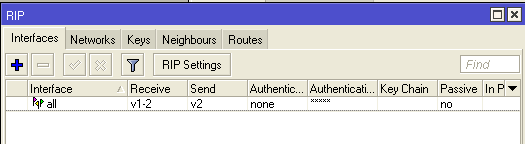 RIP
Interfaces Networks Keys Neighbours Routes
RIP Settings Find
Interface Receive Send Authentic... Authenticati... Key Chain Passive In P
all v1-2 v2 none ***** no